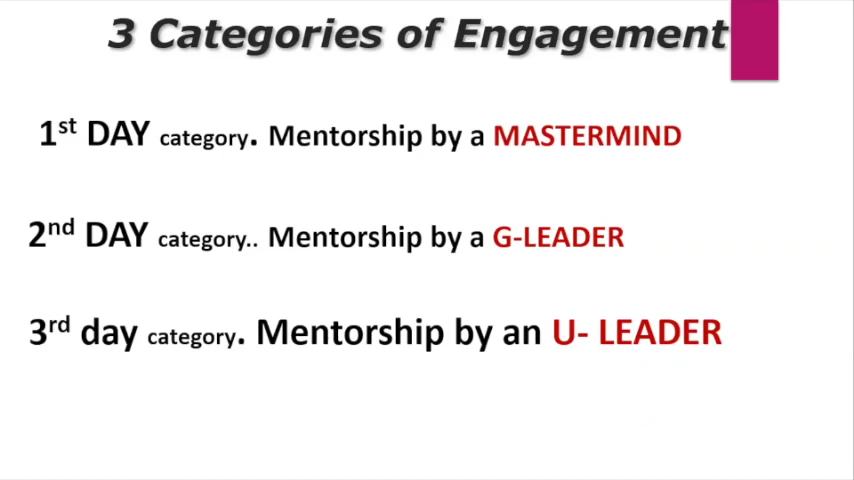 3 Categories of Engagement
1st DAY category. Mentorship by a MASTERMIND
2nd DAY category.. Mentorship by a G-LEADER
3rd day category. Mentorship by an U- LEADER